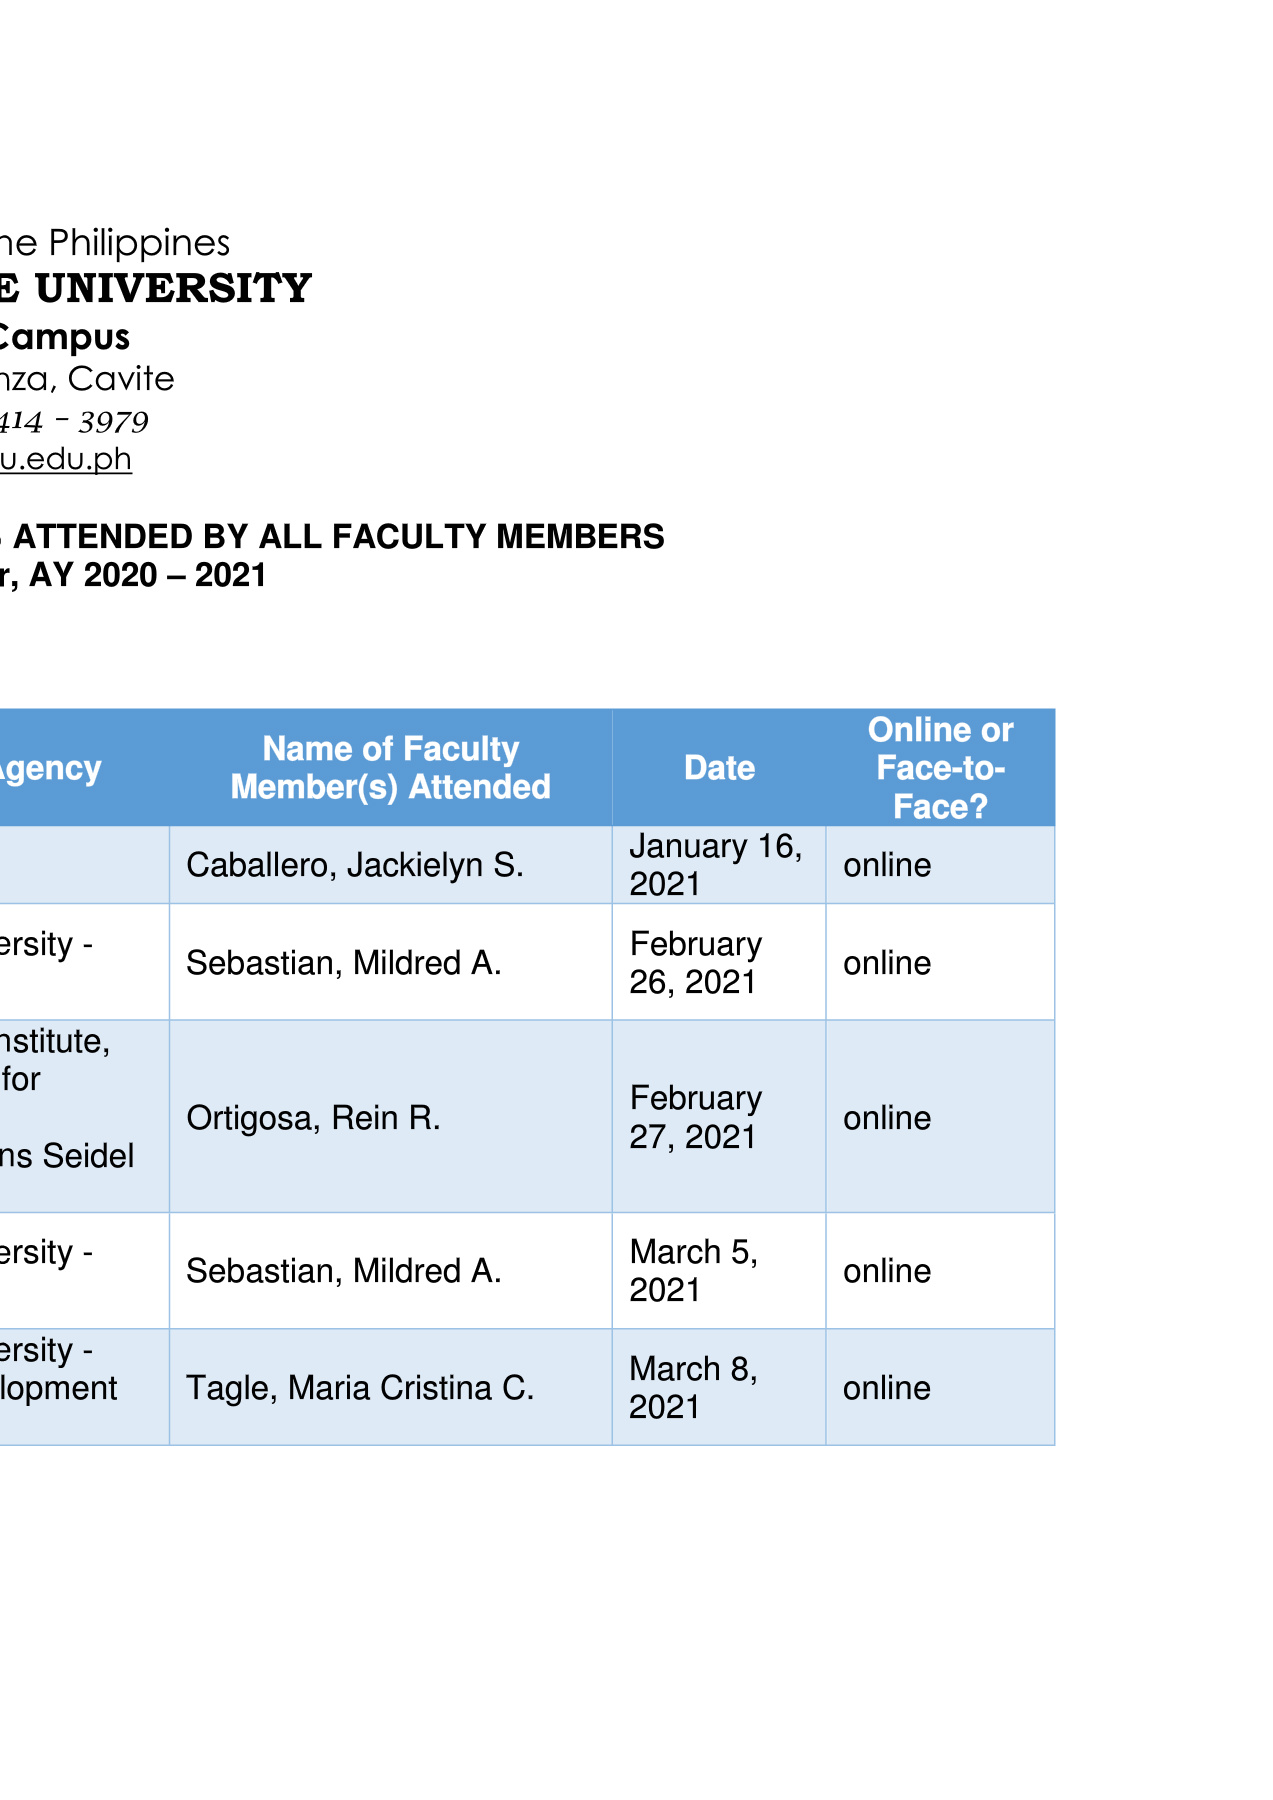 he Philippines
E UNIVERSITY
Campus
nza, Cavite
414 – 3979
u.edu.ph
ATTENDED BY ALL FACULTY MEMBERS
r, AY 2020 – 2021
Agency
Name of Faculty
Member(s) Attended
Date
Online or
Face-to-
Face?
Caballero, Jackielyn S.
January 16,
2021
online
ersity -
Sebastian, Mildred A.
February
26, 2021
online
nstitute,
for
ns Seidel
Ortigosa, Rein R.
February
27, 2021
online
ersity -
Sebastian, Mildred A.
March 5,
2021
online
ersity -
lopment
Tagle, Maria Cristina C.
March 8,
2021
online